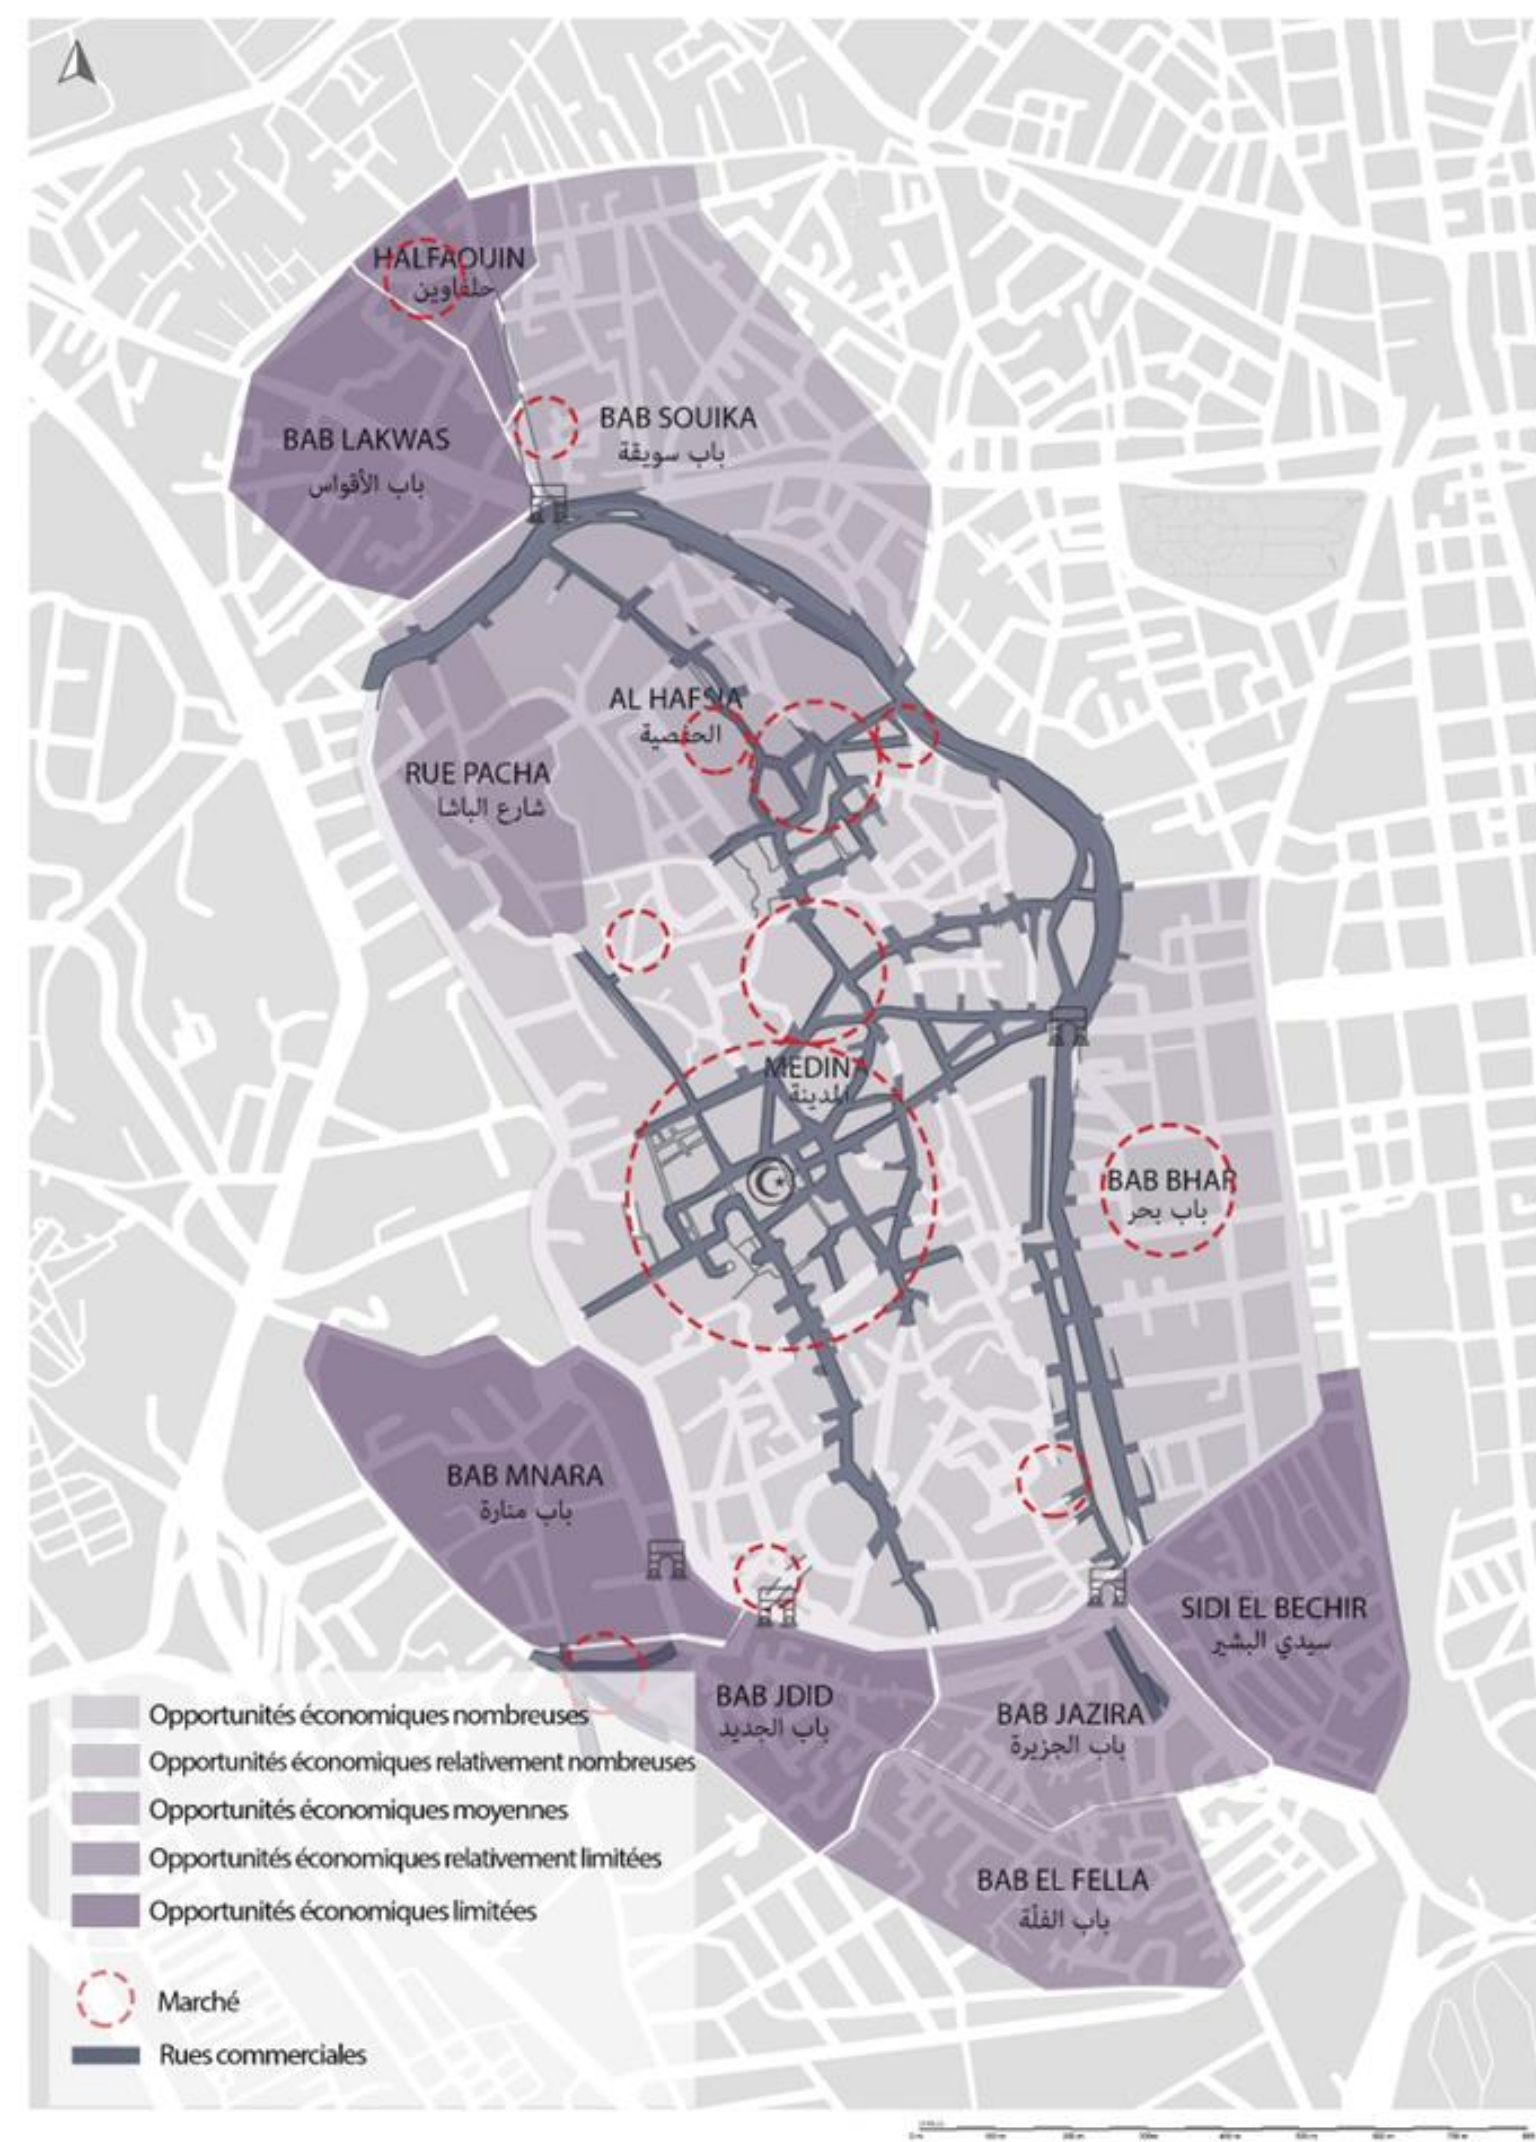 HALFAOUIN
حلفاوين
BAB SOUIKA
باب سويقة
BAB LAKWAS
باب الأقواس
AL HAFSIA
الحفصية
RUE PACHA
شارع الباشا
MEDINA
المدينة
BAB BHAR
باب بحر
BAB MNARA
باب منارة
SIDI EL BECHIR
سيدي البشير
BAB JDID
باب الجديد
BAB JAZIRA
باب الجزيرة
BAB EL FELLA
باب الفلّة
Opportunités économiques nombreuses
Opportunités économiques relativement nombreuses
Opportunités économiques moyennes
Opportunités économiques relativement limitées
Opportunités économiques limitées
Marché
Rues commerciales